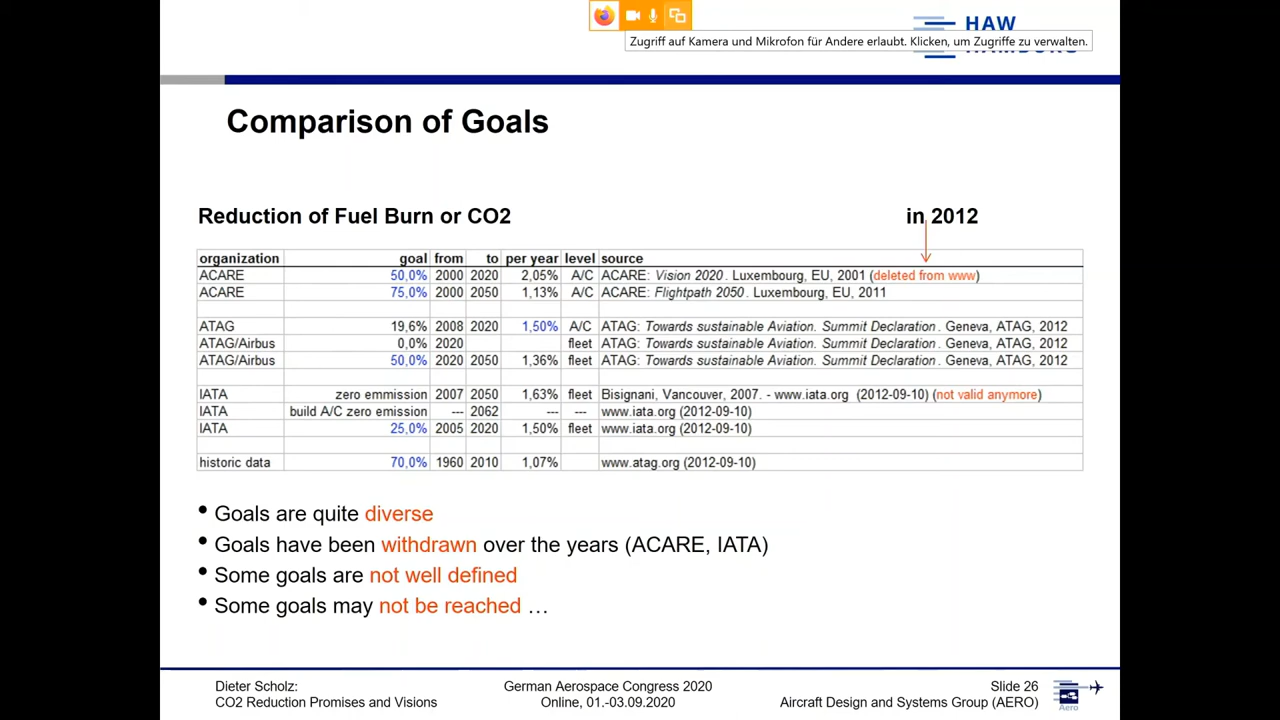 HAW
Zugriff auf Kamera und Mikrofon für Andere erlaubt. Klicken, um Zugriffe zu verwalten.
Comparison of Goals
Reduction of Fuel Burn or CO2 in 2012
organization goal from to per year level source
ACARE 50,0% 2000 2020 2,05% A/C ACARE: Vision 2020. Luxembourg, EU, 2001 (deleted from www)
ACARE 75,0% 2000 2050 1,13% A/C ACARE: Flightpath 2050. Luxembourg, EU, 2011
ATAG 19,6% 2008 2020 1,50% A/C ATAG: Towards sustainable Aviation. Summit Declaration. Geneva, ATAG, 2012
ATAG/Airbus 0,0% 2020 fleet ATAG: Towards sustainable Aviation. Summit Declaration. Geneva, ATAG, 2012
ATAG/Airbus 50,0% 2020 2050 1,36% fleet ATAG: Towards sustainable Aviation. Summit Declaration. Geneva, ATAG, 2012
IATA zero emmission 2007 2050 1,63% fleet Bisignani, Vancouver, 2007. - www.iata.org (2012-09-10) (not valid anymore)
IATA build A/C zero emission --- 2062 --- --- www.iata.org (2012-09-10)
IATA 25,0% 2005 2020 1,50% fleet www.iata.org (2012-09-10)
historic data 70,0% 1960 2010 1,07% www.atag.org (2012-09-10)
• Goals are quite diverse
• Goals have been withdrawn over the years (ACARE, IATA)
• Some goals are not well defined
• Some goals may not be reached …
Dieter Scholz: German Aerospace Congress 2020 Slide 26
CO2 Reduction Promises and Visions Online, 01.-03.09.2020 Aircraft Design and Systems Group (AERO)
Aero